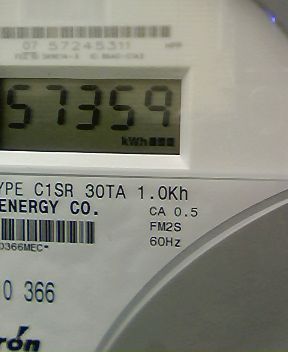 07 57245311
57359
kWh
YPE C1SR 30TA 1.0Kh
ENERGY CO.
CA 0.5
FM2S
60Hz
0366MEC*
0 366
rón